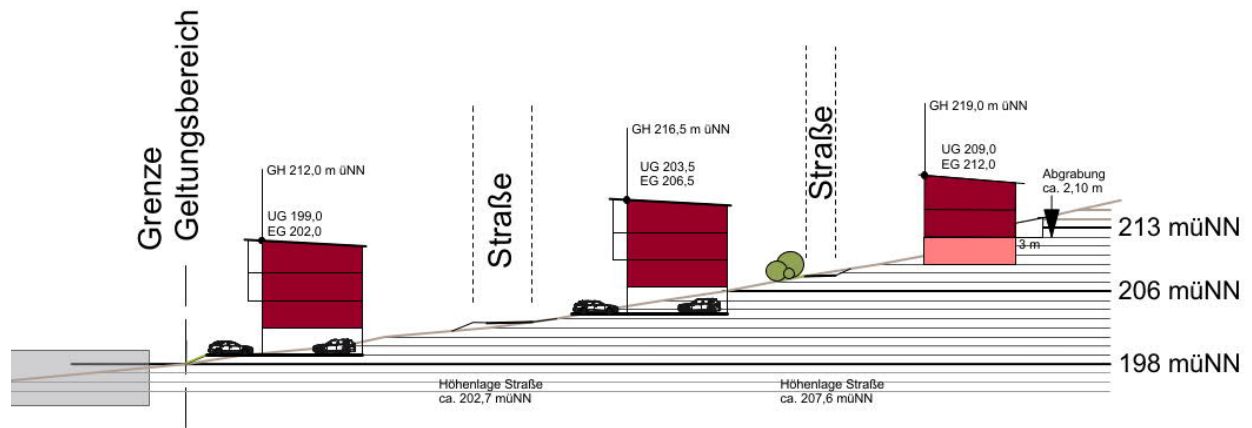 Grenze
Geltungsbereich
GH 212,0 m üNN
UG 199,0
EG 202,0
Straße
GH 216,5 m üNN
UG 203,5
EG 206,5
Straße
GH 219,0 m üNN
UG 209,0
EG 212,0
Abgrabung
ca. 2,10 m
3 m
213 müNN
206 müNN
198 müNN
Höhenlage Straße
ca. 202,7 müNN
Höhenlage Straße
ca. 207,6 müNN